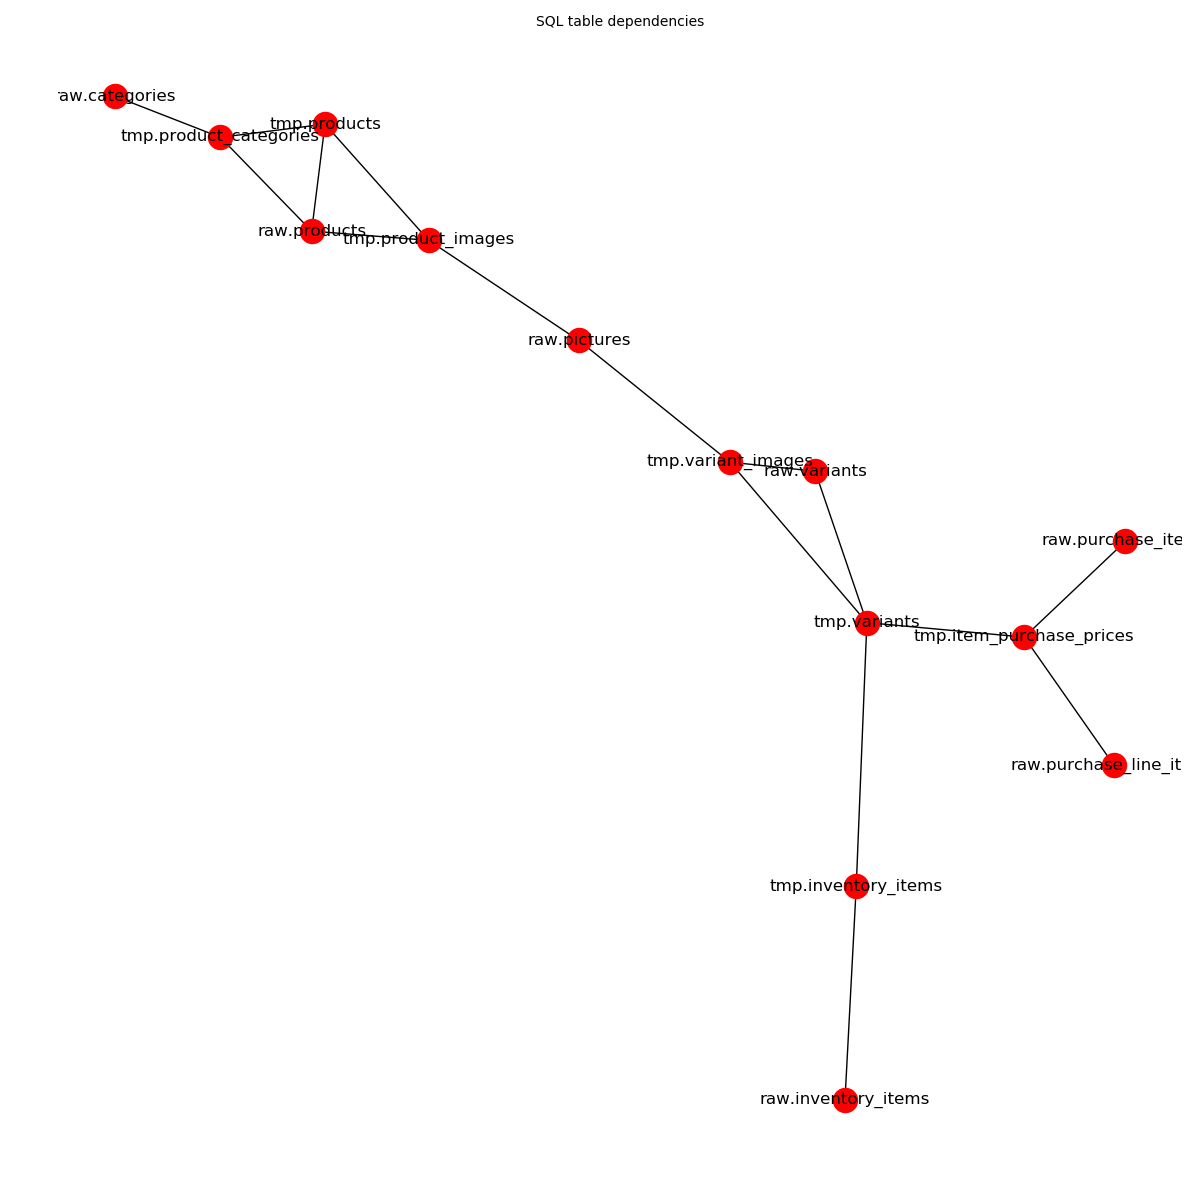 SQL table dependencies
raw.categories
tmp.products
tmp.product_categories
raw.products
tmp.product_images
raw.pictures
tmp.variant_images
raw.variants
raw.purchase_ite
tmp.variants
tmp.item_purchase_prices
raw.purchase_line_it
tmp.inventory_items
raw.inventory_items